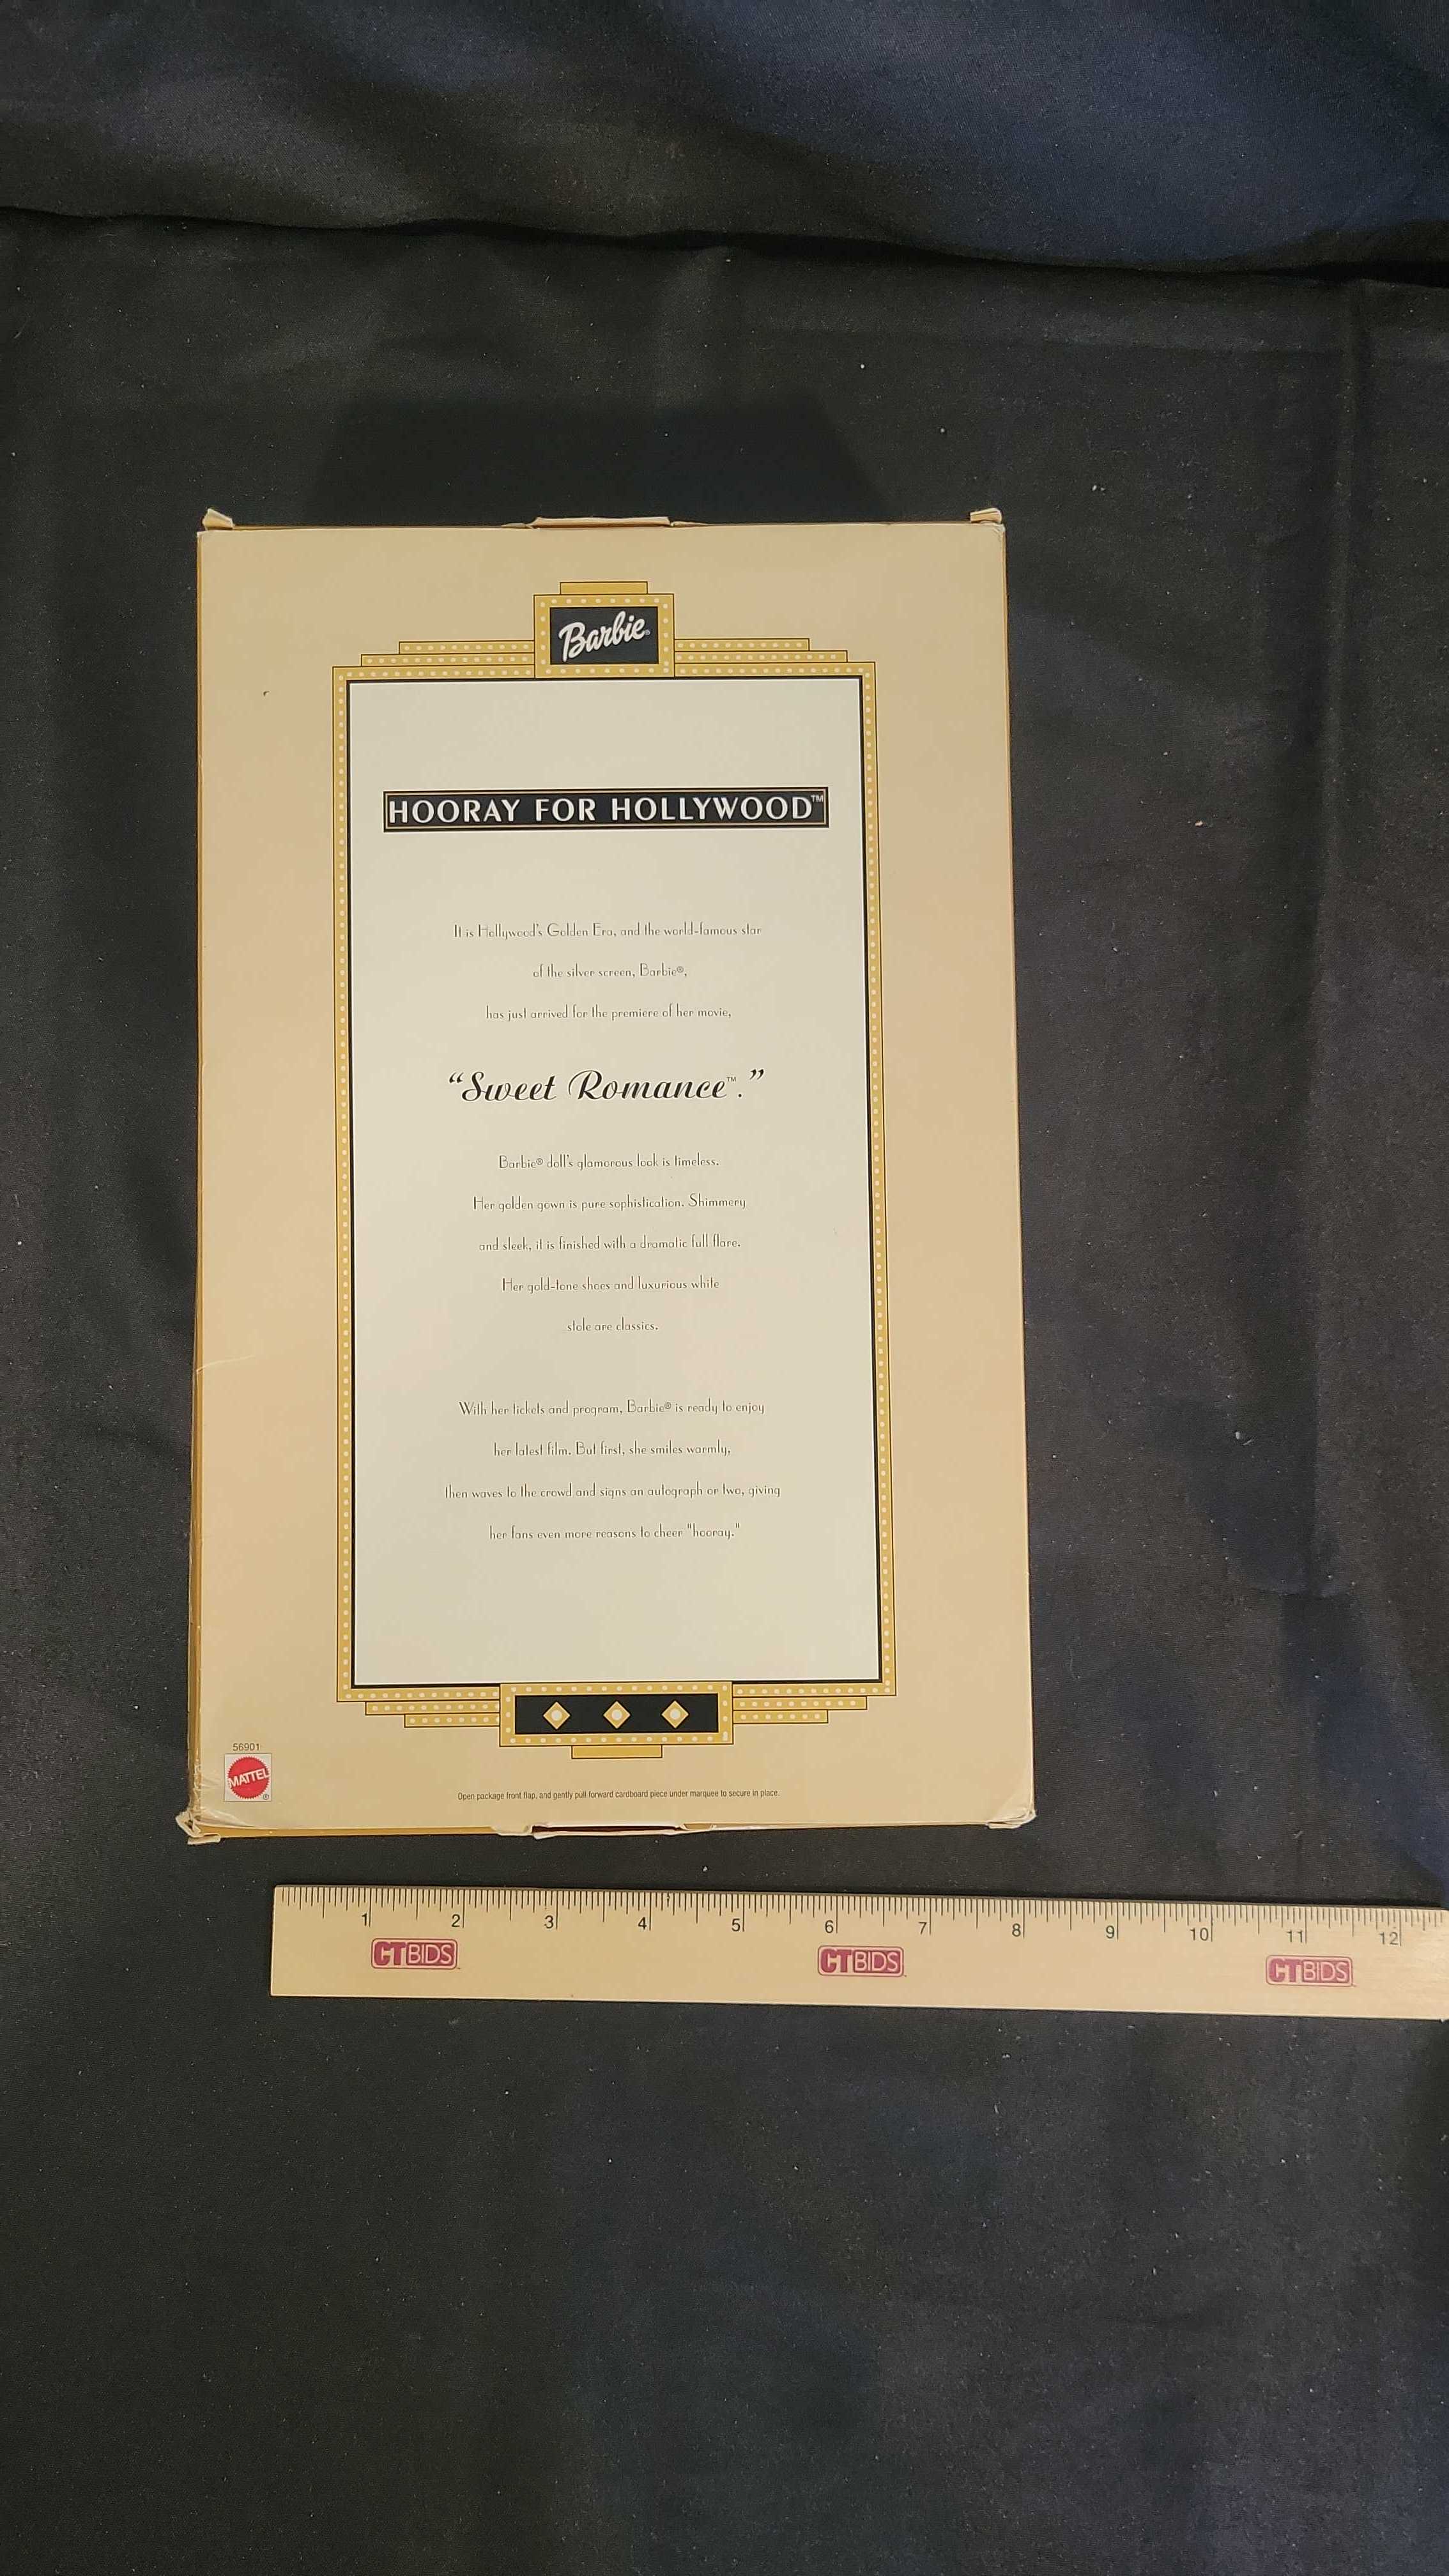 Barbie®
HOORAY FOR HOLLYWOOD™
It is Hollywood's Golden Era, and the world-famous star
of the silver screen, Barbie®,
has just arrived for the premiere of her movie,
“Sweet Romance™.”
Barbie® doll's glamorous look is timeless.
Her golden gown is pure sophistication. Shimmery
and sleek, it is finished with a dramatic full flare.
Her gold-tone shoes and luxurious white
stole are classics.
With her tickets and program, Barbie® is ready to enjoy
her latest film. But first, she smiles warmly,
then waves to the crowd and signs an autograph or two, giving
her fans even more reasons to cheer "hooray."
56901
MATTEL®
Open package front flap, and gently pull forward cardboard piece under marquee to secure in place.
1 2 3 4 5 6 7 8 9 10 11 12
CTBIDS CTBIDS CTBIDS